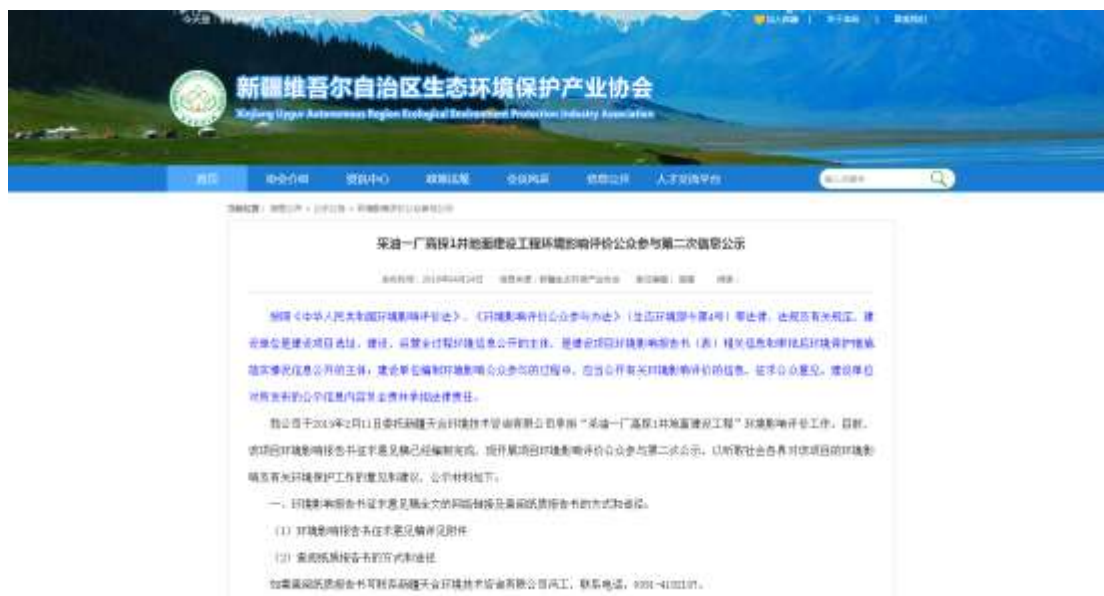 新疆维吾尔自治区生态环境保护产业协会
Xinjiang Uygur Autonomous Region Ecological Environment Protection Industry Association
首页 协会介绍 资讯中心 政策法规 会员风采 信息公开 人才交流平台
采油一厂高探1井地面建设工程环境影响评价公众参与第二次信息公示
按照《中华人民共和国环境影响评价法》、《环境影响评价公众参与办法》（生态环境部令第4号）等法律、法规及有关规定，建
设单位是建设项目选址、建设、运营全过程环境信息公开的主体，是建设项目环境影响报告书（表）相关信息和审批后环境保护措施
落实情况信息公开的主体；建设单位编制环境影响公众参与的过程中，应当公开有关环境影响评价的信息，征求公众意见。建设单位
对所发布的公示信息内容负全责并承担法律责任。
我公司于2019年2月11日委托新疆天合环境技术咨询有限公司承担“采油一厂高探1井地面建设工程”环境影响评价工作。目前，
该项目环境影响报告书征求意见稿已经编制完成，现开展项目环境影响评价公众参与第二次公示，以听取社会各界对该项目的环境影
响及有关环境保护工作的意见和建议，公示材料如下。
一、环境影响报告书征求意见稿全文的网络链接及查阅纸质报告书的方式和途径。
（1）环境影响报告书征求意见稿详见附件
（2）查阅纸质报告书的方式和途径
如需查阅纸质报告书可联系新疆天合环境技术咨询有限公司 联系电话：